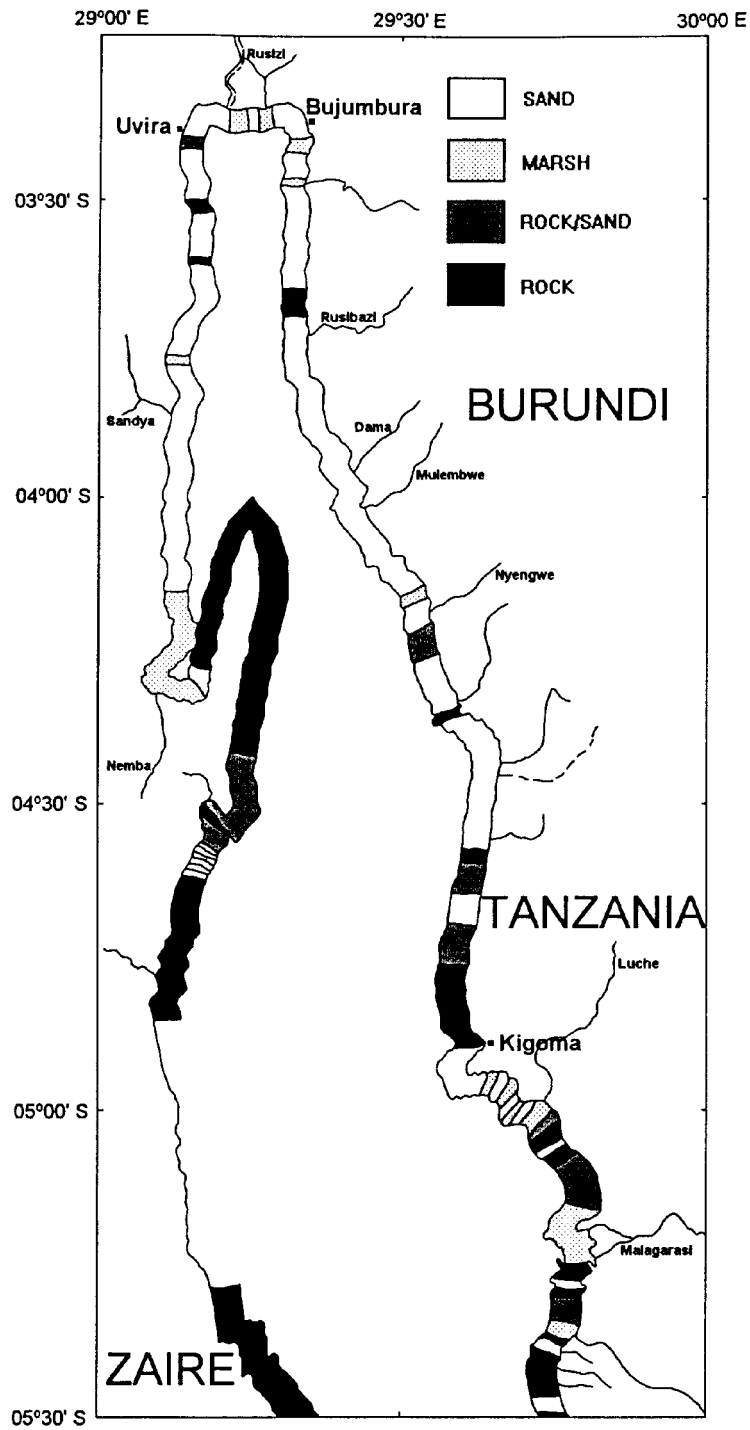 29°00' E
29°30' E
30°00' E
Rusizi
Uvira
Bujumbura
SAND
MARSH
ROCK/SAND
ROCK
03°30' S
Rusibazi
BURUNDI
Sandya
Dama
Mulembwe
04°00' S
Nyengwe
Nemba
04°30' S
TANZANIA
Luche
Kigoma
05°00' S
Malagarasi
ZAIRE
05°30' S